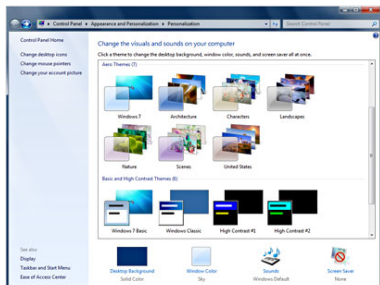 Control Panel ▸ Appearance and Personalization ▸ Personalization
Search Control Panel
Control Panel Home
Change desktop icons
Change mouse pointers
Change your account picture
Change the visuals and sounds on your computer
Click a theme to change the desktop background, window color, sounds, and screen saver all at once.
Aero Themes (7)
Windows 7
Architecture
Characters
Landscapes
Nature
Scenes
United States
Basic and High Contrast Themes (6)
Windows 7 Basic
Windows Classic
High Contrast #1
High Contrast #2
See also
Display
Taskbar and Start Menu
Ease of Access Center
Desktop Background
Solid Color
Window Color
Sky
Sounds
Windows Default
Screen Saver
None